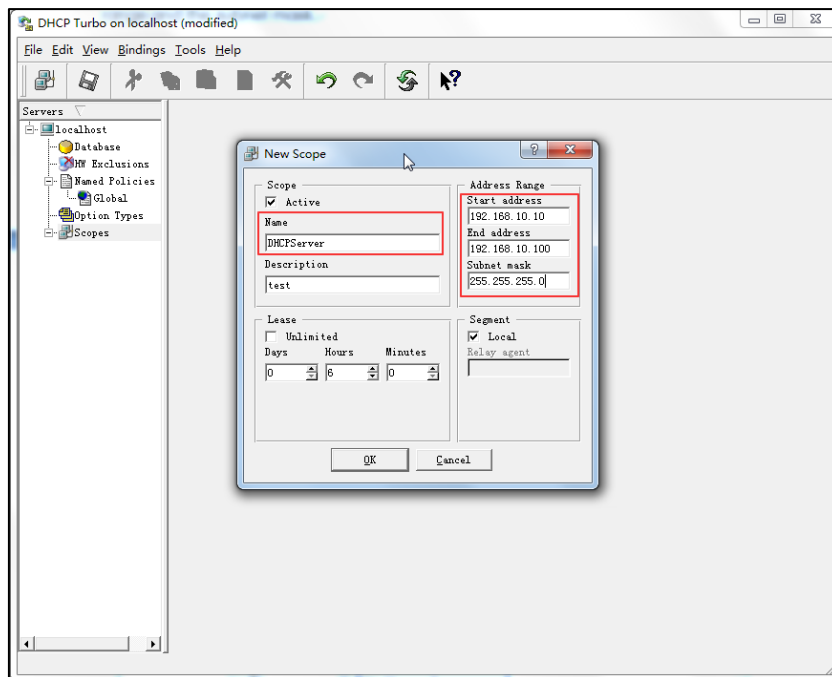 DHCP Turbo on localhost (modified)
File Edit View Bindings Tools Help
Servers
localhost
Database
HW Exclusions
Named Policies
Global
Option Types
Scopes
New Scope
Scope
Active
Name
DHCPServer
Description
test
Address Range
Start address
192.168.10.10
End address
192.168.10.100
Subnet mask
255.255.255.0
Lease
Unlimited
Days Hours Minutes
0 6 0
Segment
Local
Relay agent
OK Cancel